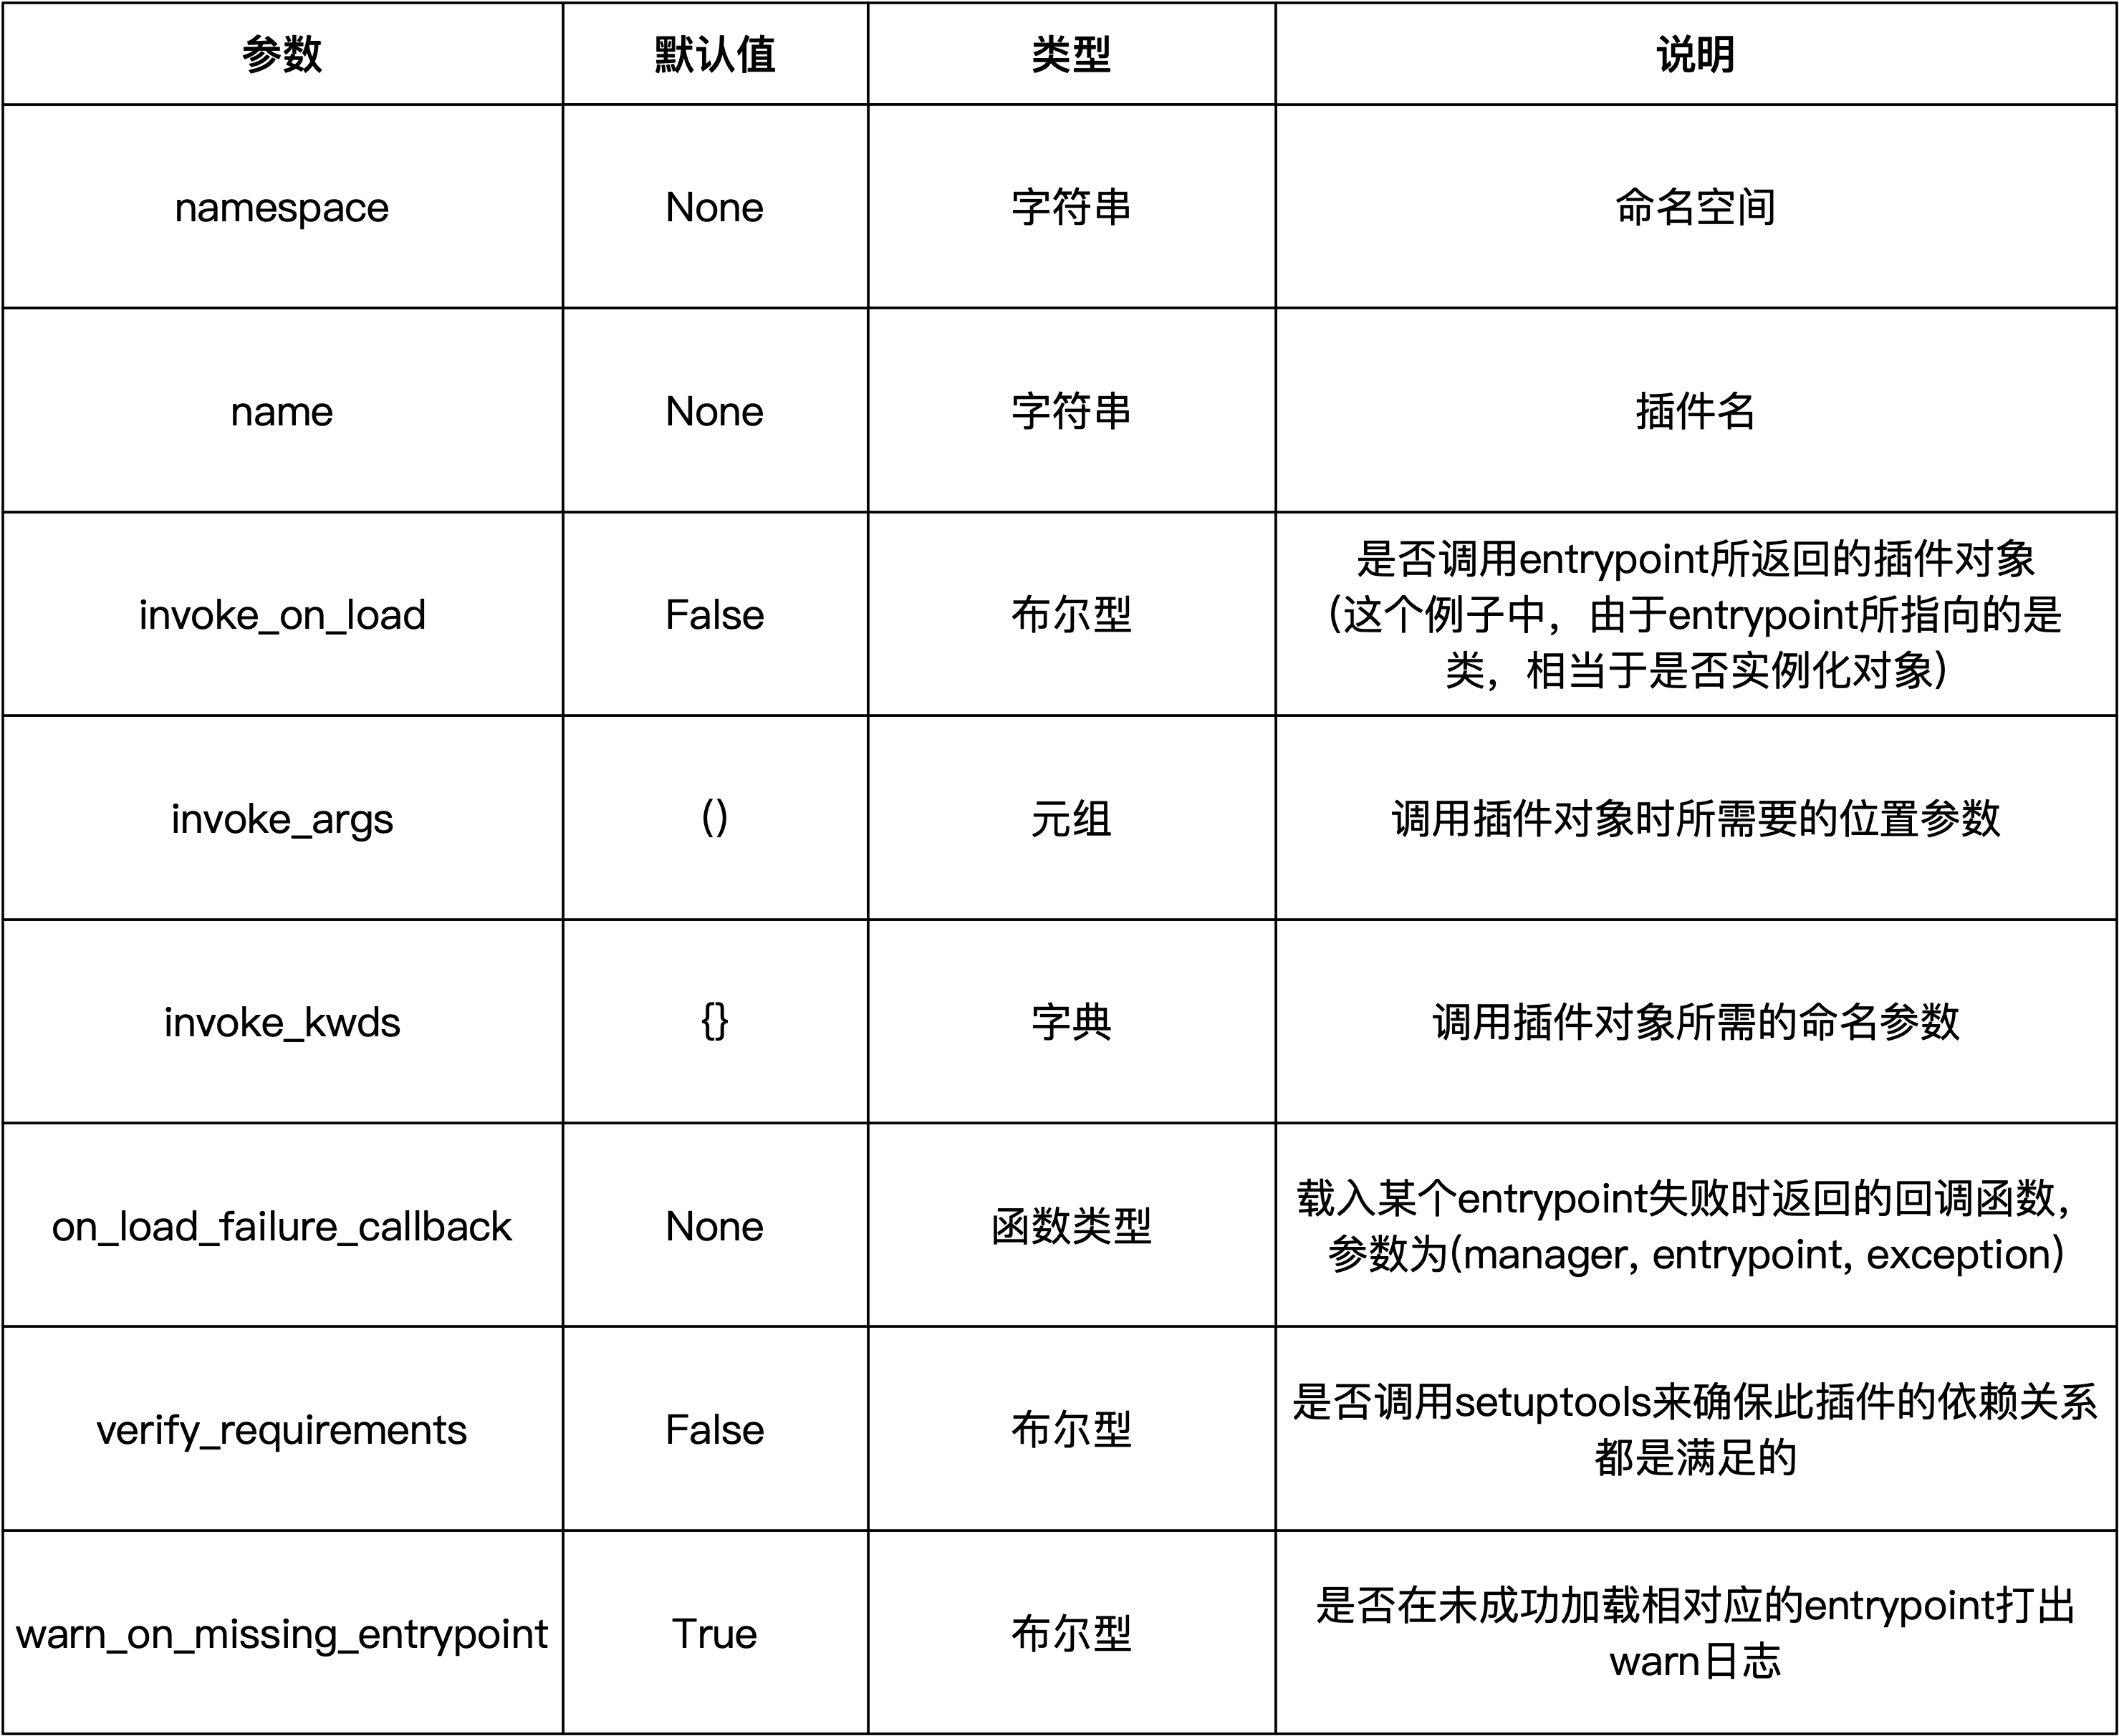 参数 默认值 类型 说明
namespace None 字符串 命名空间
name None 字符串 插件名
invoke_on_load False 布尔型 是否调用entrypoint所返回的插件对象
（这个例子中，由于entrypoint所指向的是
类，相当于是否实例化对象）
invoke_args () 元组 调用插件对象时所需要的位置参数
invoke_kwds {} 字典 调用插件对象所需的命名参数
on_load_failure_callback None 函数类型 载入某个entrypoint失败时返回的回调函数，
参数为(manager, entrypoint, exception)
verify_requirements False 布尔型 是否调用setuptools来确保此插件的依赖关系
都是满足的
warn_on_missing_entrypoint True 布尔型 是否在未成功加载相对应的entrypoint打出
warn日志